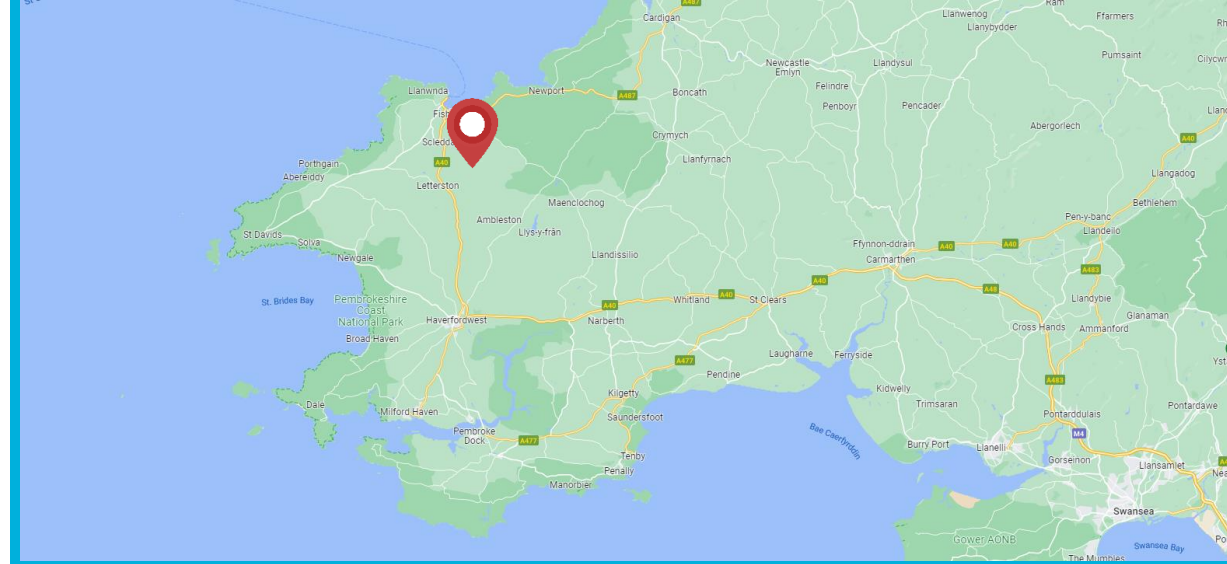 A487
Cardigan
Llanwenog
Ram
Ffarmers
Llanybydder
Pumsaint
Newcastle
Emlyn
Llandysul
Felindre
Llanwnda
Newport
A487
Boncath
Penboyr
Pencader
Abergorlech
Crymych
A40
Llanfyrnach
Porthgain
Abereiddy
A40
Letterston
Llangadog
Bethlehem
Maenclochog
Ambleston
Llys-y-frân
Pen-y-banc
Llandeilo
St Davids
Solva
Newgale
Llandissilio
Ffynnon-ddrain
Carmarthen
A40
A40
A483
A40
A48
St. Brides Bay
Pembrokeshire
Coast
National Park
Broad Haven
Haverfordwest
A40
Narberth
Whitland
A40
St Clears
Llandybie
Glanaman
Cross Hands
Ammanford
Laugharne
Ferryside
A477
Pendine
Kidwelly
Trimsaran
A483
Pontardawe
Pontarddulais
Dale
Milford Haven
Kilgetty
Saundersfoot
Pembroke
Dock
A477
Tenby
Penally
Manorbier
Bae Caerfyrddin
Burry Port
Llanelli
M4
Gorseinon
Llansamlet
Swansea
Gower AONB
Swansea Bay
The Mumbles